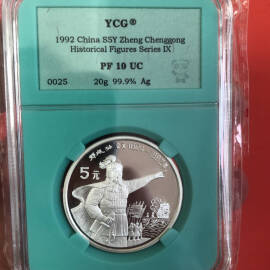 YCG®
1992 China S5Y Zheng Chenggong
Historical Figures Series IX
PF 10 UC
0025 20g 99.9% Ag
5元